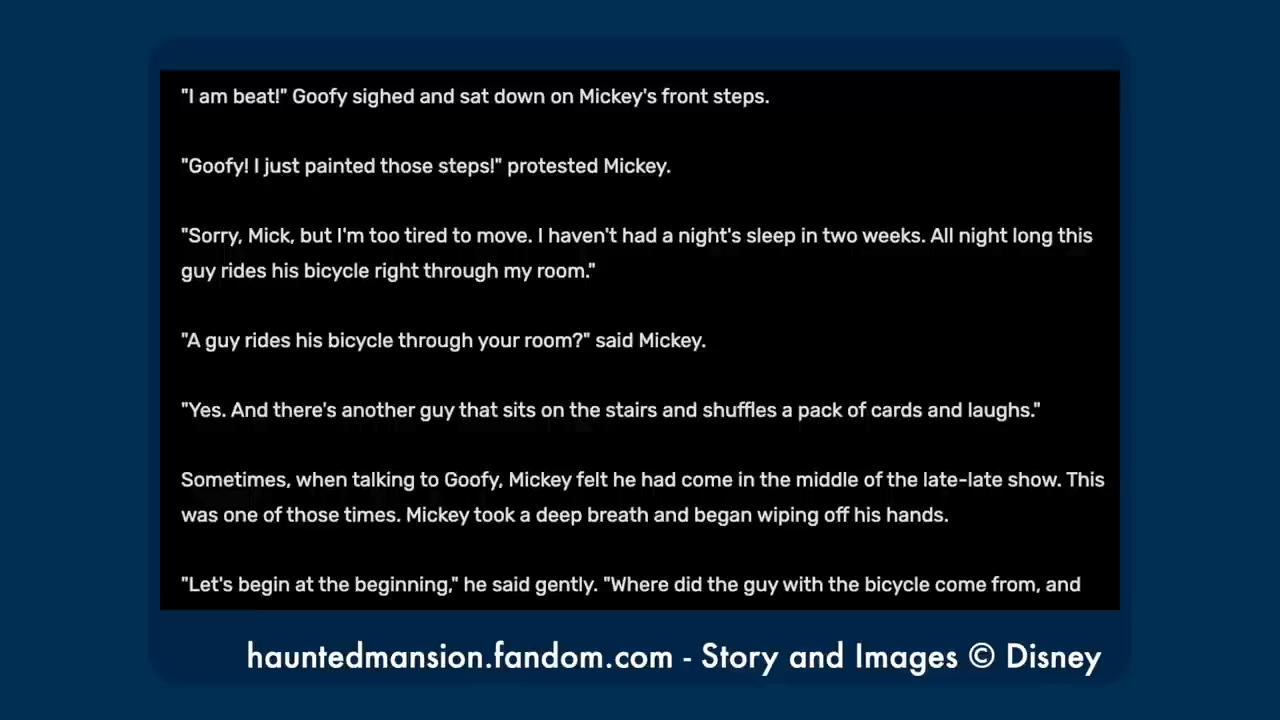 "I am beat!" Goofy sighed and sat down on Mickey's front steps.
"Goofy! I just painted those steps!" protested Mickey.
"Sorry, Mick, but I'm too tired to move. I haven't had a night's sleep in two weeks. All night long this
guy rides his bicycle right through my room."
"A guy rides his bicycle through your room?" said Mickey.
"Yes. And there's another guy that sits on the stairs and shuffles a pack of cards and laughs."
Sometimes, when talking to Goofy, Mickey felt he had come in the middle of the late-late show. This
was one of those times. Mickey took a deep breath and began wiping off his hands.
"Let's begin at the beginning," he said gently. "Where did the guy with the bicycle come from, and
hauntedmansion.fandom.com - Story and Images © Disney